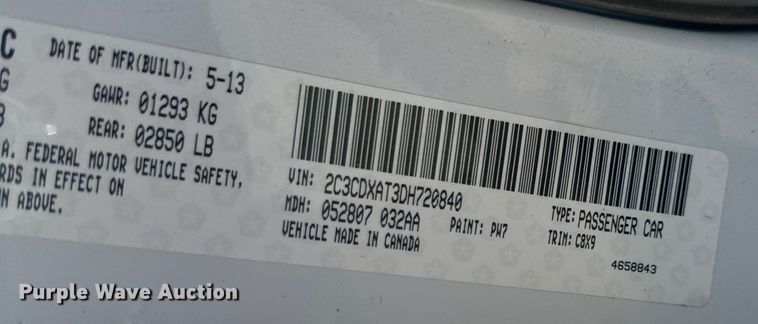 C DATE OF MFR(BUILT): 5-13
G GAWR: 01293 KG
REAR: 02850 LB
A. FEDERAL MOTOR VEHICLE SAFETY,
RDS IN EFFECT ON
N ABOVE.
VIN: 2C3CDXAT3DH720840 TYPE: PASSENGER CAR
MDH: 052807 032AA PAINT: PW7 TRIM: C8X9
VEHICLE MADE IN CANADA
4658843
Purple Wave Auction